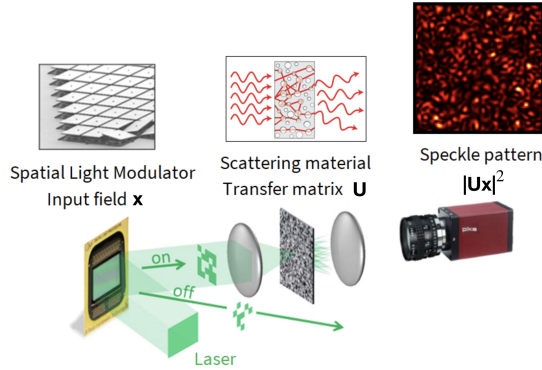 Spatial Light Modulator
Input field x
Scattering material
Transfer matrix U
Speckle pattern
|Ux|²
on
off
Laser